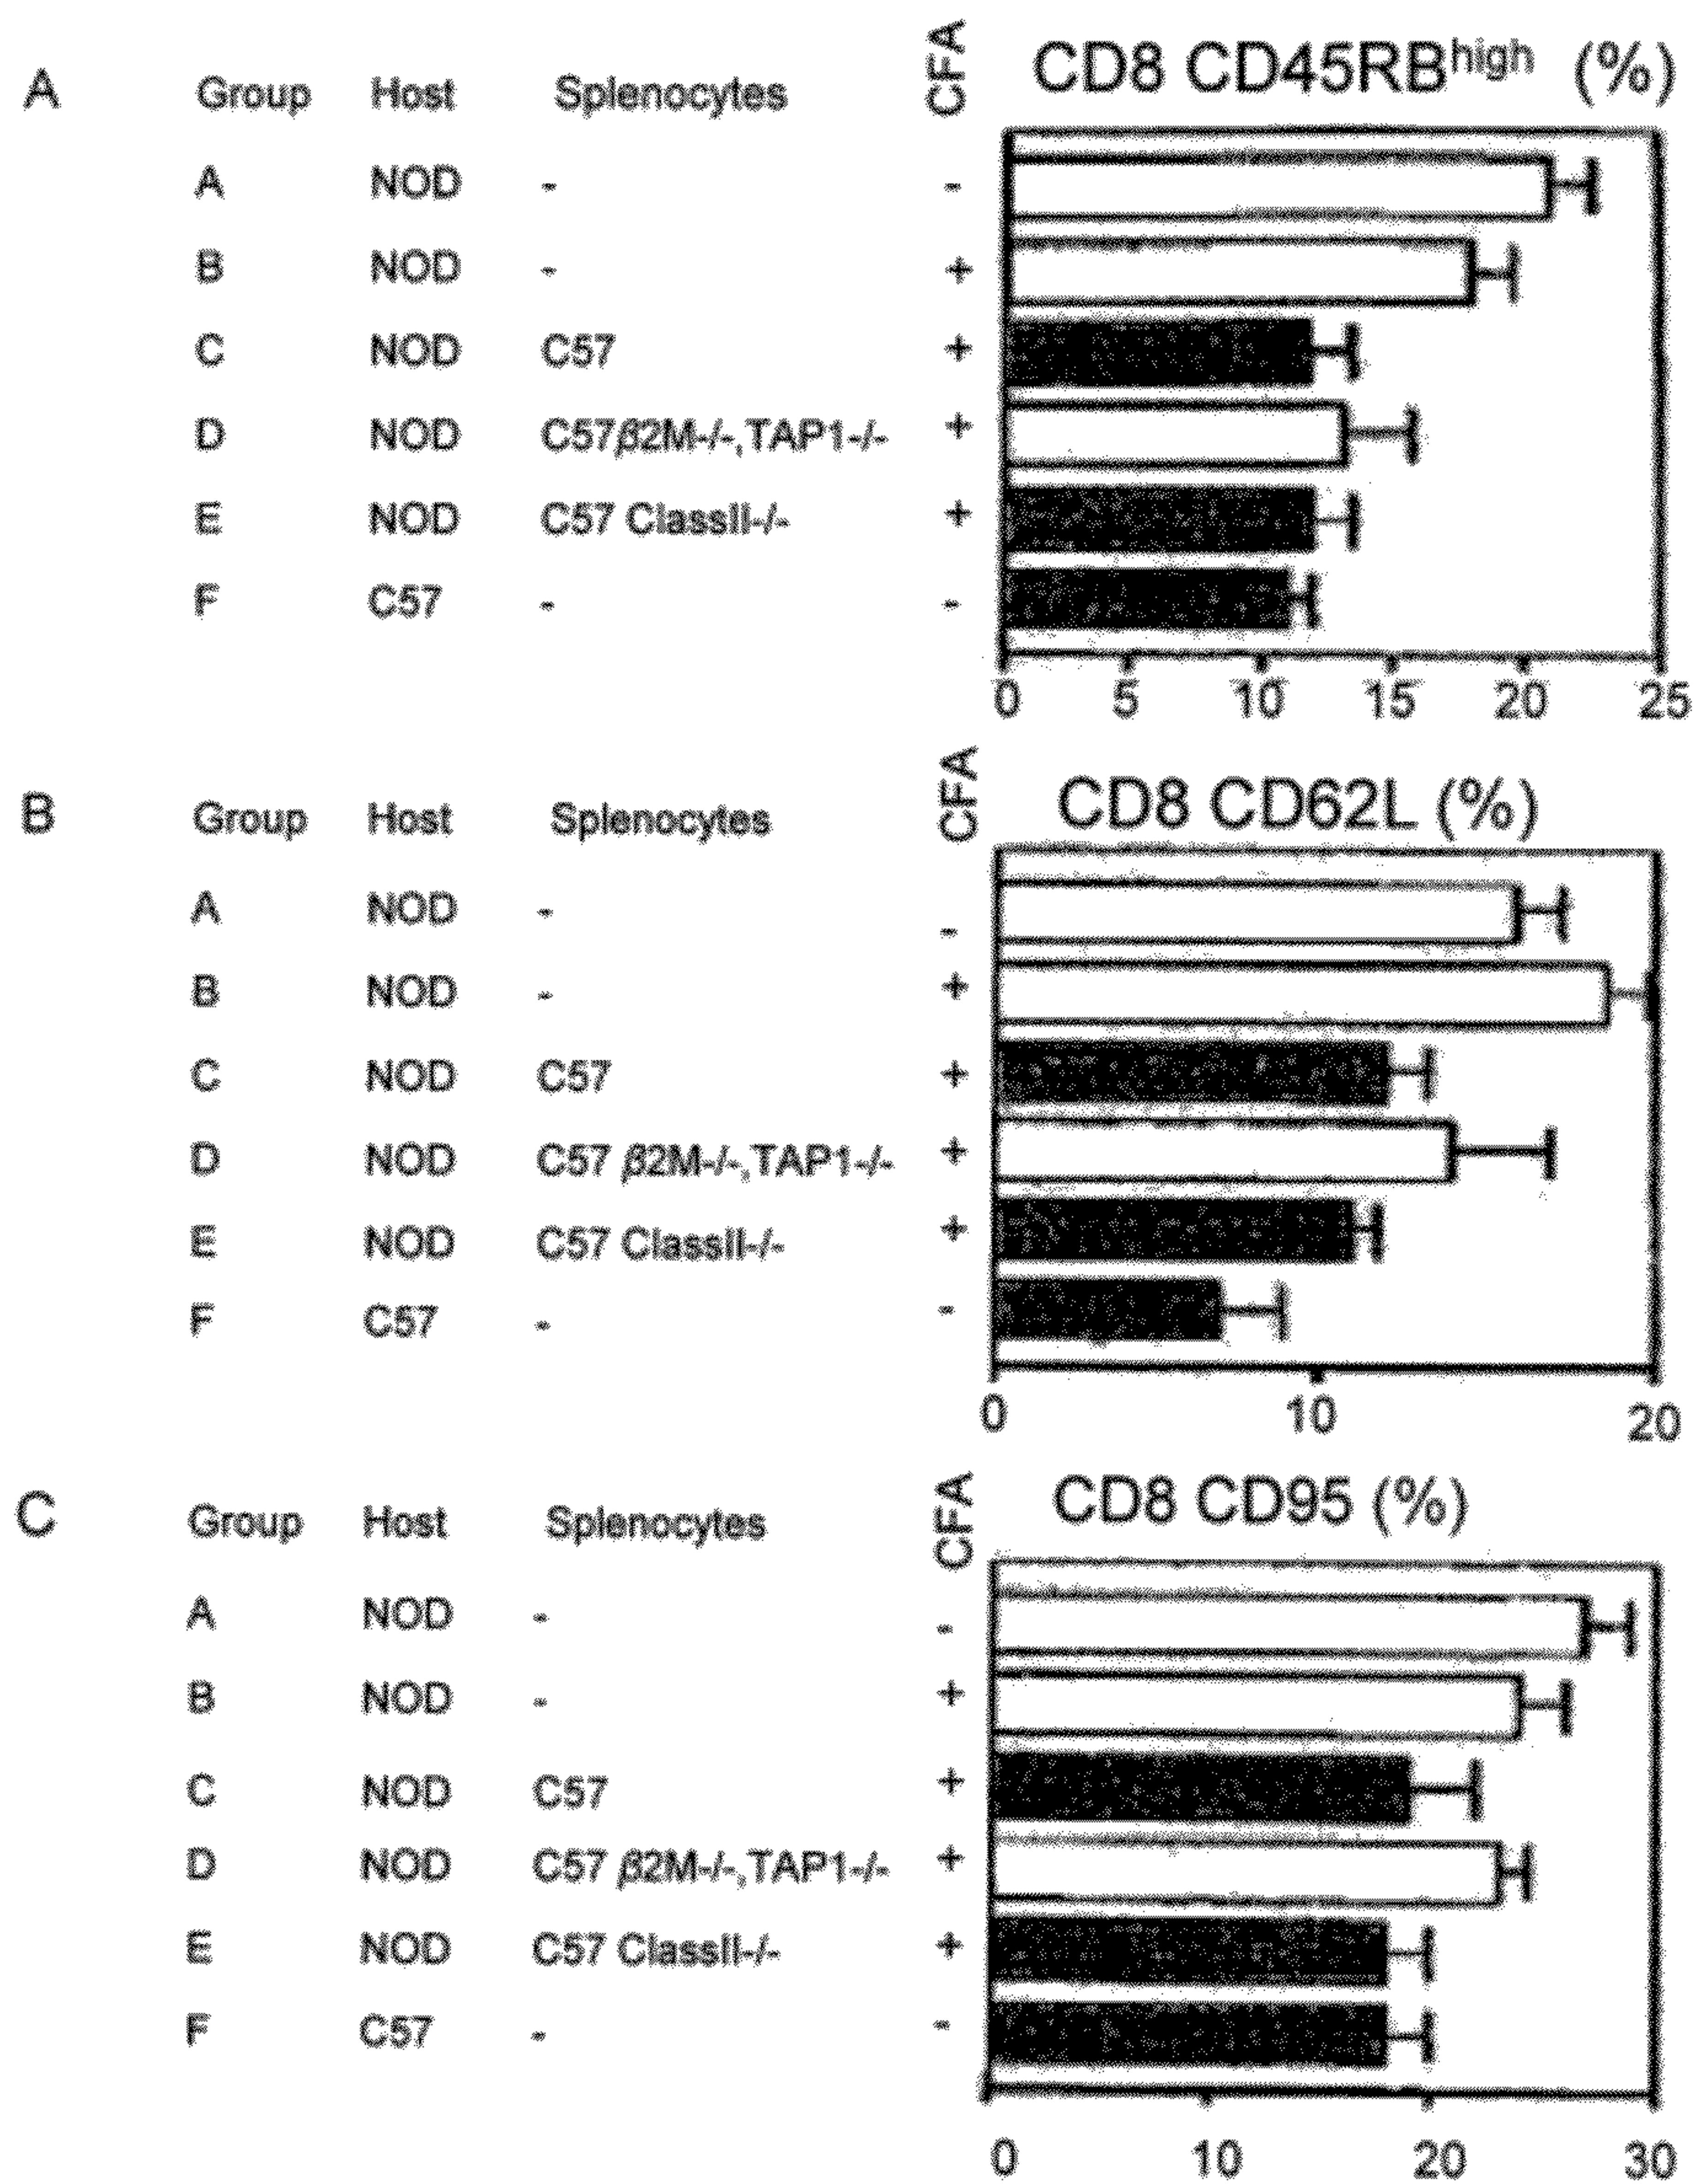 A Group Host Splenocytes CFA CD8 CD45RBhigh (%)
A NOD - -
B NOD - +
C NOD C57 +
D NOD C57β2M-/-,TAP1-/- +
E NOD C57 ClassII-/- +
F C57 - -
0 5 10 15 20 25
B Group Host Splenocytes CFA CD8 CD62L (%)
A NOD - -
B NOD - +
C NOD C57 +
D NOD C57 β2M-/-,TAP1-/- +
E NOD C57 ClassII-/- +
F C57 - -
0 10 20
C Group Host Splenocytes CFA CD8 CD95 (%)
A NOD - -
B NOD - +
C NOD C57 +
D NOD C57 β2M-/-,TAP1-/- +
E NOD C57 ClassII-/- +
F C57 - -
0 10 20 30